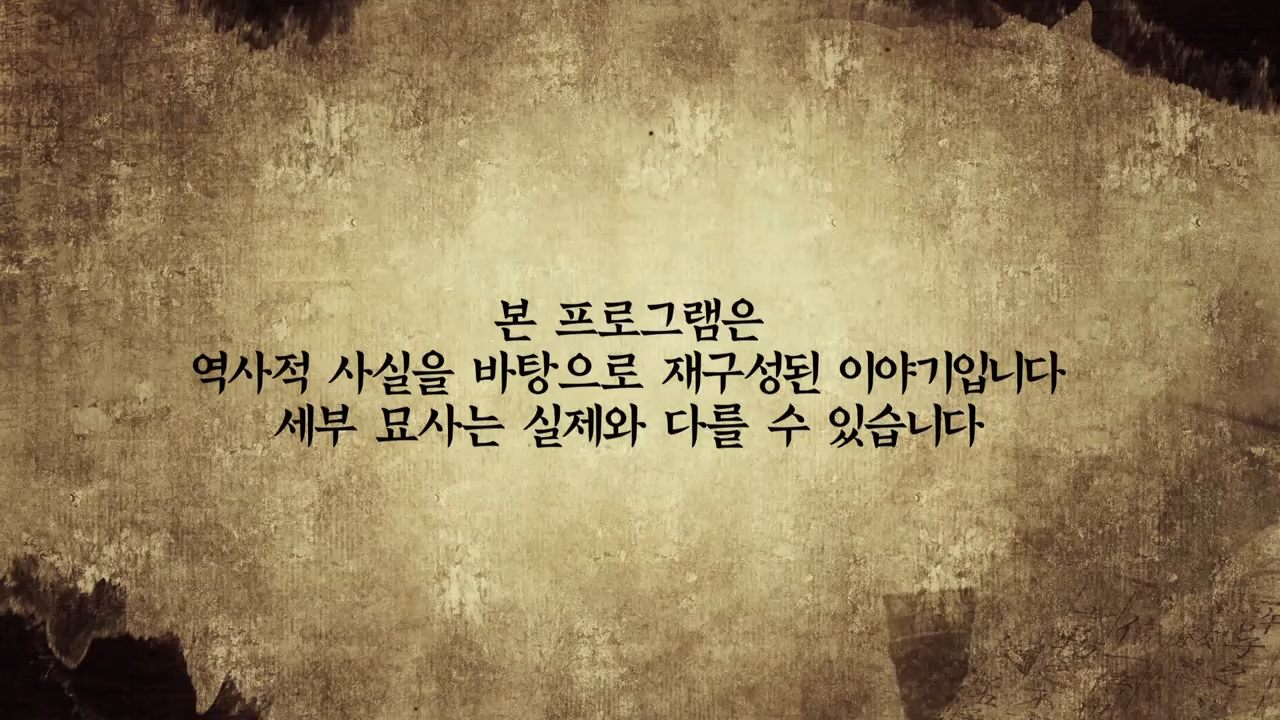 본 프로그램은
역사적 사실을 바탕으로 재구성된 이야기입니다
세부 묘사는 실제와 다를 수 있습니다